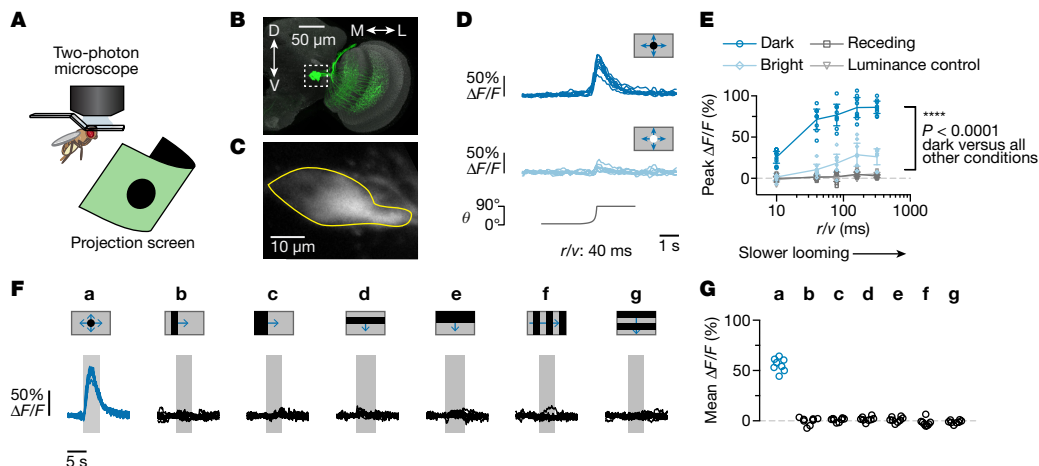 A
Two-photon
microscope
Projection screen
B
D
V
50 µm
M
L
C
10 µm
D
50%
ΔF/F
50%
ΔF/F
θ
90°
0°
r/v: 40 ms
1 s
E
Dark
Receding
Bright
Luminance control
Peak ΔF/F (%)
100
50
0
10
100
1000
r/v (ms)
Slower looming
****
P < 0.0001
dark versus all
other conditions
F
a
b
c
d
e
f
g
50%
ΔF/F
5 s
G
a
b
c
d
e
f
g
Mean ΔF/F (%)
100
50
0